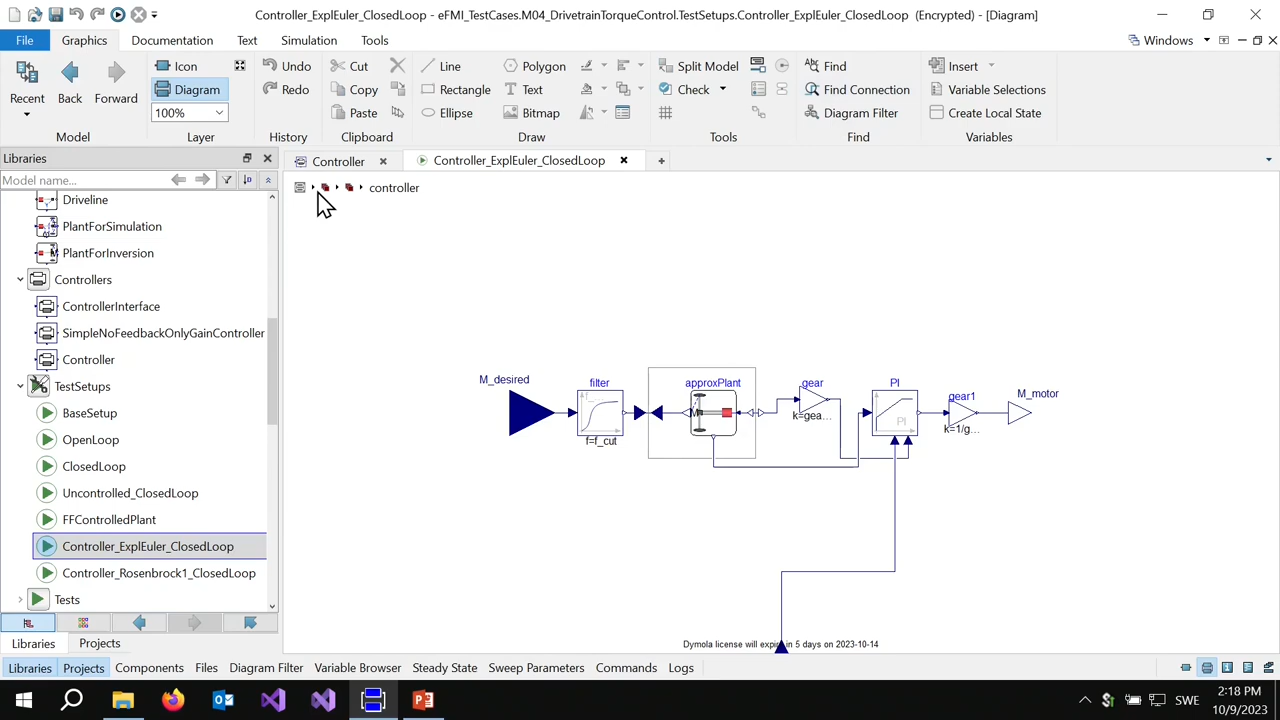 Controller_ExplEuler_ClosedLoop - eFMI_TestCases.M04_DrivetrainTorqueControl.TestSetups.Controller_ExplEuler_ClosedLoop (Encrypted) - [Diagram]
File Graphics Documentation Text Simulation Tools Windows
Icon Undo Cut Line Polygon Split Model Find Insert
Recent Back Forward Diagram Redo Copy Rectangle Text Check Find Connection Variable Selections
100% Paste Ellipse Bitmap Diagram Filter Create Local State
Model Layer History Clipboard Draw Tools Find Variables
Libraries
Controller Controller_ExplEuler_ClosedLoop
Model name...
controller
Driveline
PlantForSimulation
PlantForInversion
Controllers
ControllerInterface
SimpleNoFeedbackOnlyGainController
Controller
TestSetups
BaseSetup
OpenLoop
ClosedLoop
Uncontrolled_ClosedLoop
FFControlledPlant
Controller_ExplEuler_ClosedLoop
Controller_Rosenbrock1_ClosedLoop
Tests
M_desired filter approxPlant gear PI gear1 M_motor
PI
f=f_cut k=gea... k=1/g...
Dymola license will expire in 5 days on 2023-10-14
Libraries Projects
Libraries Projects Components Files Diagram Filter Variable Browser Steady State Sweep Parameters Commands Logs
SWE
2:18 PM
10/9/2023